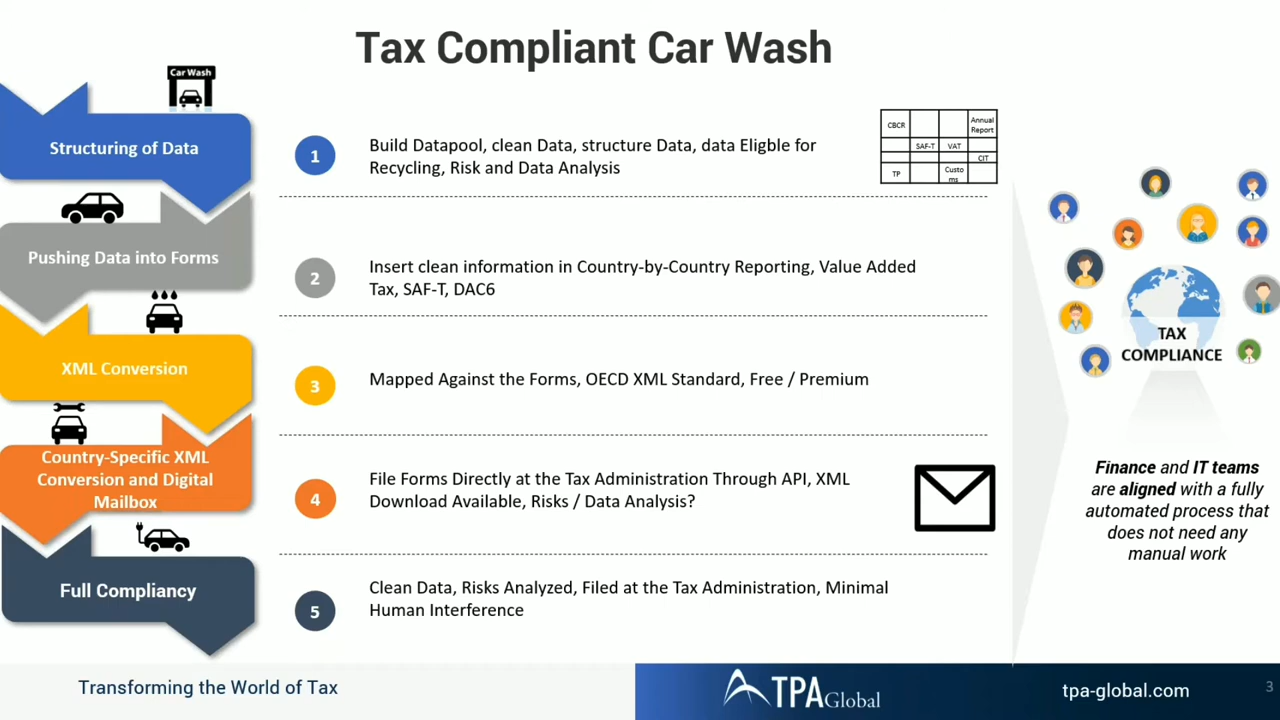 Tax Compliant Car Wash
Car Wash
Structuring of Data
1
Build Datapool, clean Data, structure Data, data Eligble for
Recycling, Risk and Data Analysis
CBCR
Annual
Report
SAF-T
VAT
CIT
TP
Custo
ms
Pushing Data into Forms
2
Insert clean information in Country-by-Country Reporting, Value Added
Tax, SAF-T, DAC6
XML Conversion
3
Mapped Against the Forms, OECD XML Standard, Free / Premium
Country-Specific XML
Conversion and Digital
Mailbox
4
File Forms Directly at the Tax Administration Through API, XML
Download Available, Risks / Data Analysis?
Full Compliancy
5
Clean Data, Risks Analyzed, Filed at the Tax Administration, Minimal
Human Interference
TAX
COMPLIANCE
Finance and IT teams
are aligned with a fully
automated process that
does not need any
manual work
Transforming the World of Tax
TPA Global
tpa-global.com
3